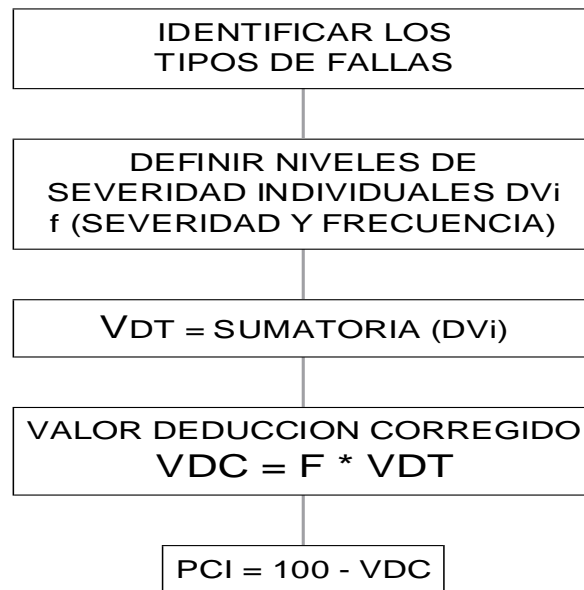 IDENTIFICAR LOS
TIPOS DE FALLAS
DEFINIR NIVELES DE
SEVERIDAD INDIVIDUALES DVi
f (SEVERIDAD Y FRECUENCIA)
VDT = SUMATORIA (DVi)
VALOR DEDUCCION CORREGIDO
VDC = F * VDT
PCI = 100 - VDC